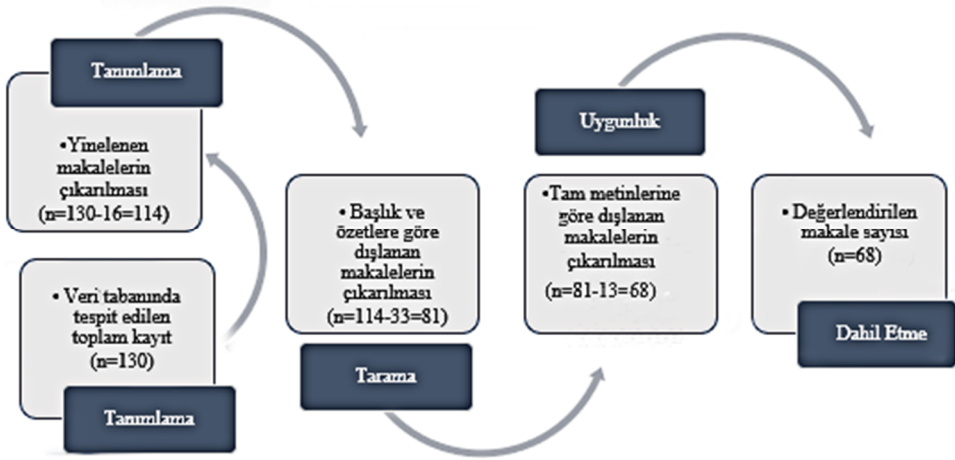 Tanımlama
•Yinelenen
makalelerin
çıkarılması
(n=130-16=114)
• Veri tabanında
tespit edilen
toplam kayıt
(n=130)
Tanımlama
• Başlık ve
özetlere göre
dışlanan
makalelerin
çıkarılması
(n=114-33=81)
Tarama
Uygunluk
•Tam metinlerine
göre dışlanan
makalelerin
çıkarılması
(n=81-13=68)
• Değerlendirilen
makale sayısı
(n=68)
Dahil Etme